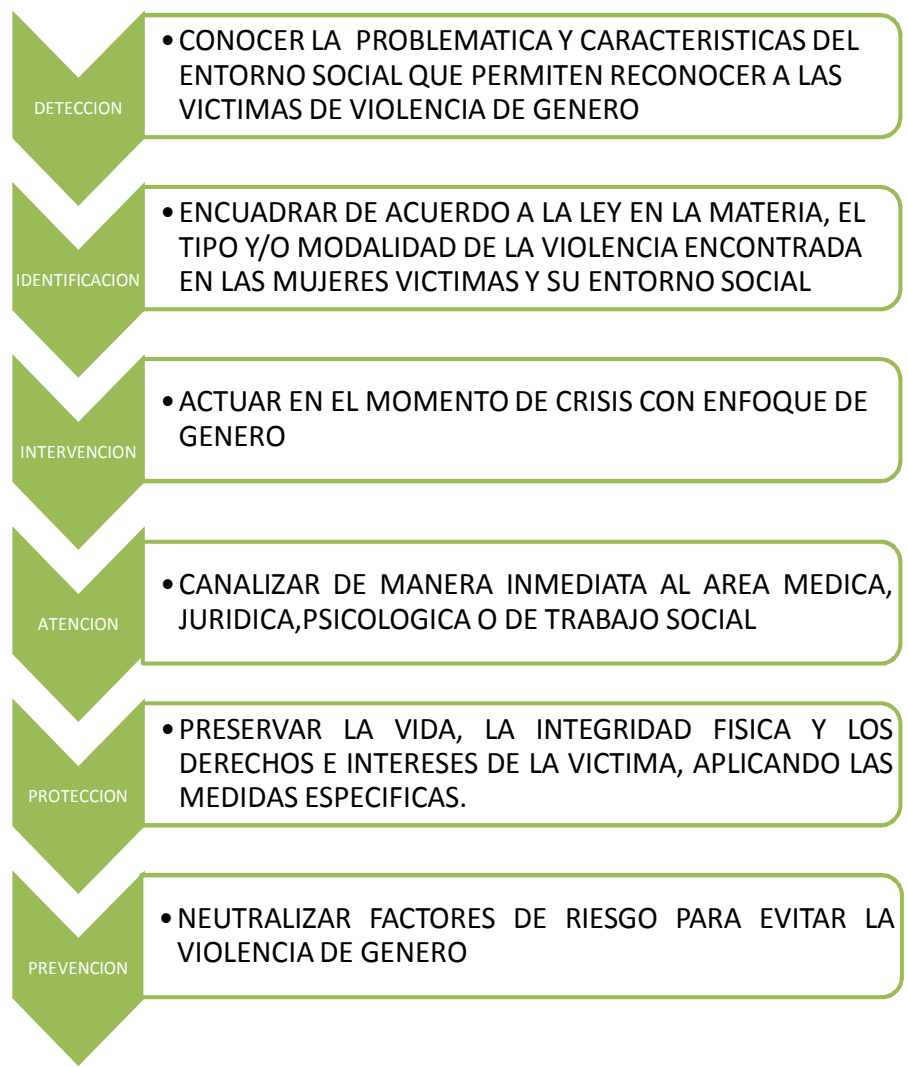 DETECCION
•CONOCER LA PROBLEMATICA Y CARACTERISTICAS DEL
ENTORNO SOCIAL QUE PERMITEN RECONOCER A LAS
VICTIMAS DE VIOLENCIA DE GENERO
IDENTIFICACION
•ENCUADRAR DE ACUERDO A LA LEY EN LA MATERIA, EL
TIPO Y/O MODALIDAD DE LA VIOLENCIA ENCONTRADA
EN LAS MUJERES VICTIMAS Y SU ENTORNO SOCIAL
INTERVENCION
•ACTUAR EN EL MOMENTO DE CRISIS CON ENFOQUE DE
GENERO
ATENCION
•CANALIZAR DE MANERA INMEDIATA AL AREA MEDICA,
JURIDICA,PSICOLOGICA O DE TRABAJO SOCIAL
PROTECCION
•PRESERVAR LA VIDA, LA INTEGRIDAD FISICA Y LOS
DERECHOS E INTERESES DE LA VICTIMA, APLICANDO LAS
MEDIDAS ESPECIFICAS.
PREVENCION
•NEUTRALIZAR FACTORES DE RIESGO PARA EVITAR LA
VIOLENCIA DE GENERO